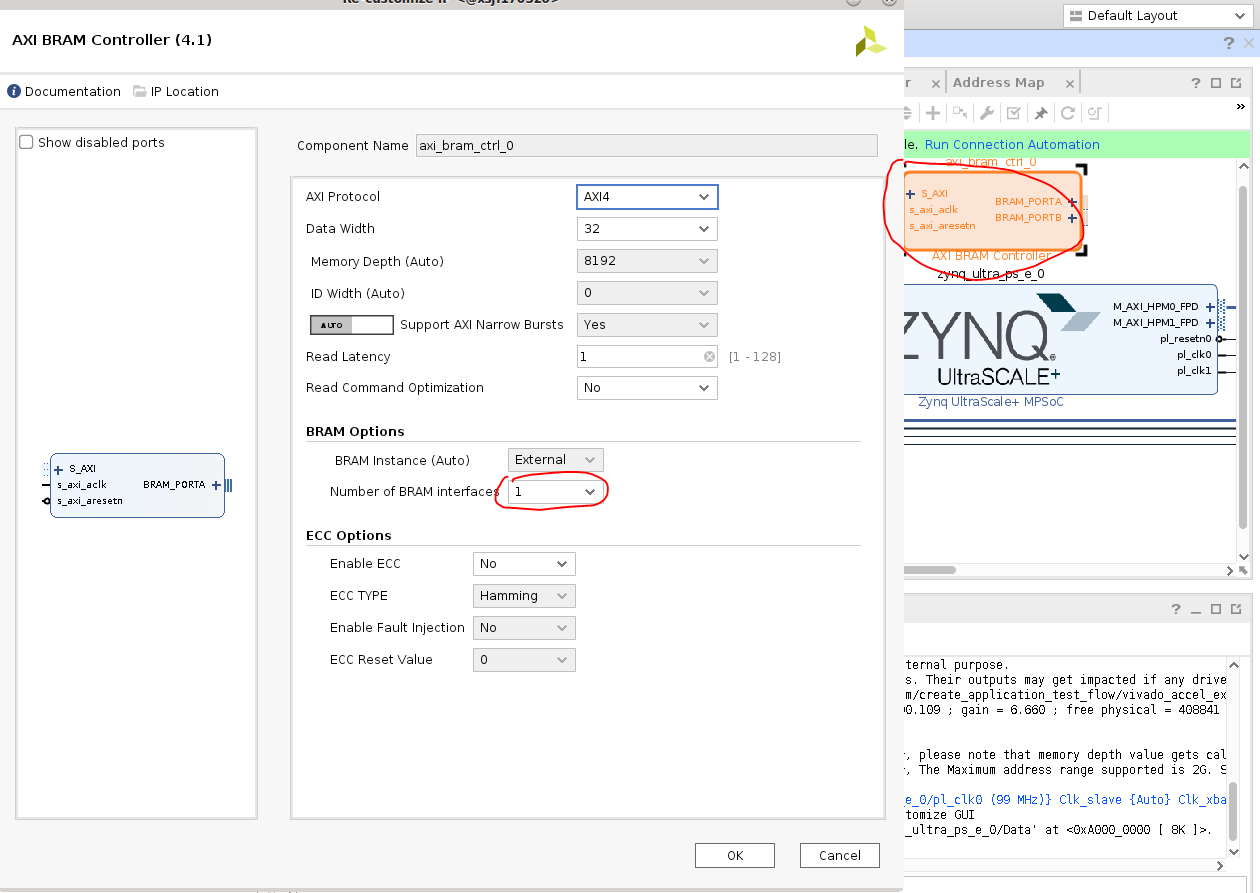 Default Layout
AXI BRAM Controller (4.1)
Documentation
IP Location
Show disabled ports
S_AXI
s_axi_aclk
s_axi_aresetn
BRAM_PORTA
Component Name
axi_bram_ctrl_0
AXI Protocol
AXI4
Data Width
32
Memory Depth (Auto)
8192
ID Width (Auto)
0
AUTO
Support AXI Narrow Bursts
Yes
Read Latency
1
[1 - 128]
Read Command Optimization
No
BRAM Options
BRAM Instance (Auto)
External
Number of BRAM interfaces
1
ECC Options
Enable ECC
No
ECC TYPE
Hamming
Enable Fault Injection
No
ECC Reset Value
0
OK
Cancel
Address Map
le. Run Connection Automation
axi_bram_ctrl_0
S_AXI
s_axi_aclk
s_axi_aresetn
BRAM_PORTA
BRAM_PORTB
AXI BRAM Controller
zynq_ultra_ps_e_0
ZYNQ
UltraSCALE+
M_AXI_HPM0_FPD
M_AXI_HPM1_FPD
pl_resetn0
pl_clk0
pl_clk1
Zynq UltraScale+ MPSoC
ternal purpose.
s. Their outputs may get impacted if any drive
m/create_application_test_flow/vivado_accel_ex
00.109 ; gain = 6.660 ; free physical = 408841
r, please note that memory depth value gets cal
r, The Maximum address range supported is 2G. S
e_0/pl_clk0 (99 MHz)} Clk_slave {Auto} Clk_xba
tomize GUI
_ultra_ps_e_0/Data' at <0xA000_0000 [ 8K ]>.